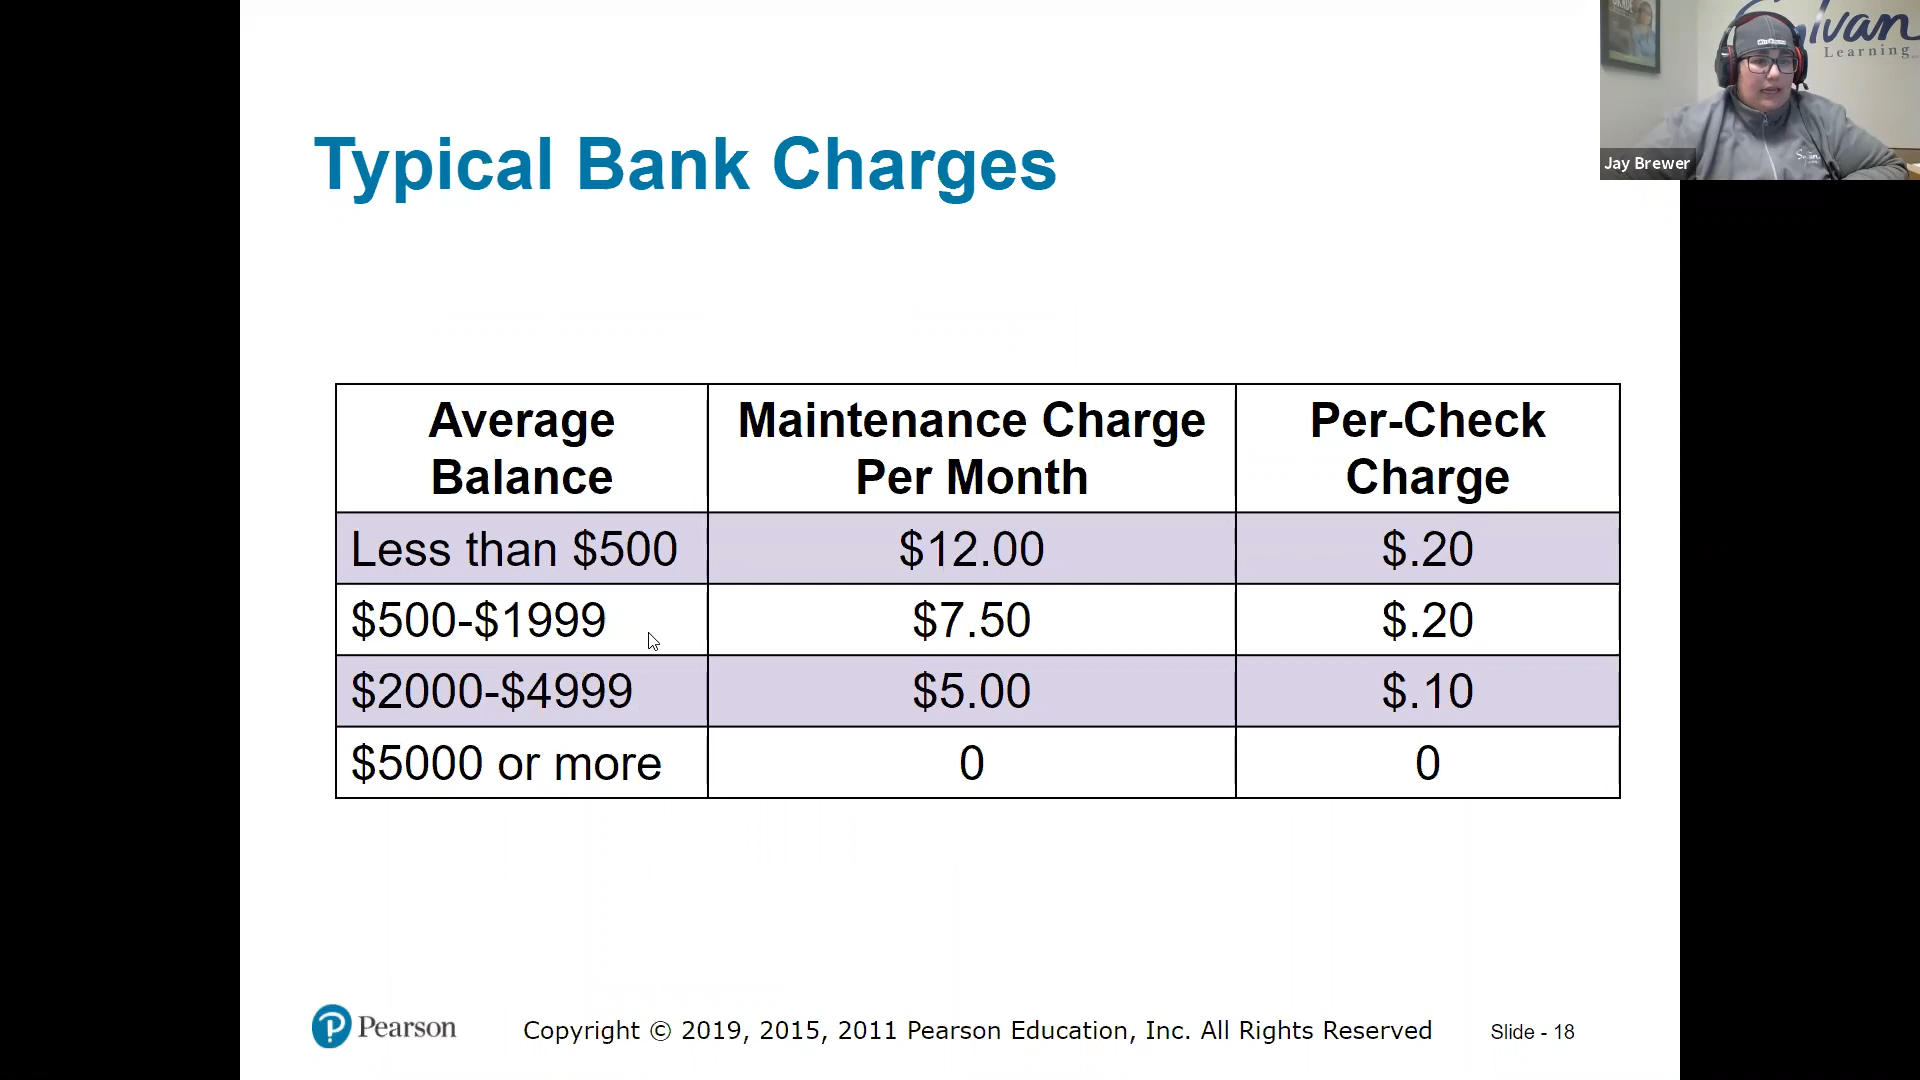 Sylvan
Learning
Jay Brewer
Typical Bank Charges
Average Balance | Maintenance Charge Per Month | Per-Check Charge
Less than $500 | $12.00 | $.20
$500-$1999 | $7.50 | $.20
$2000-$4999 | $5.00 | $.10
$5000 or more | 0 | 0
Pearson
Copyright © 2019, 2015, 2011 Pearson Education, Inc. All Rights Reserved
Slide - 18